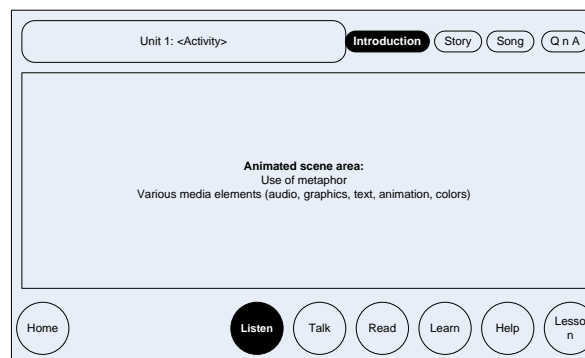 Unit 1: <Activity>
Introduction
Story
Song
Q n A
Animated scene area:
Use of metaphor
Various media elements (audio, graphics, text, animation, colors)
Home
Listen
Talk
Read
Learn
Help
Lesso
n